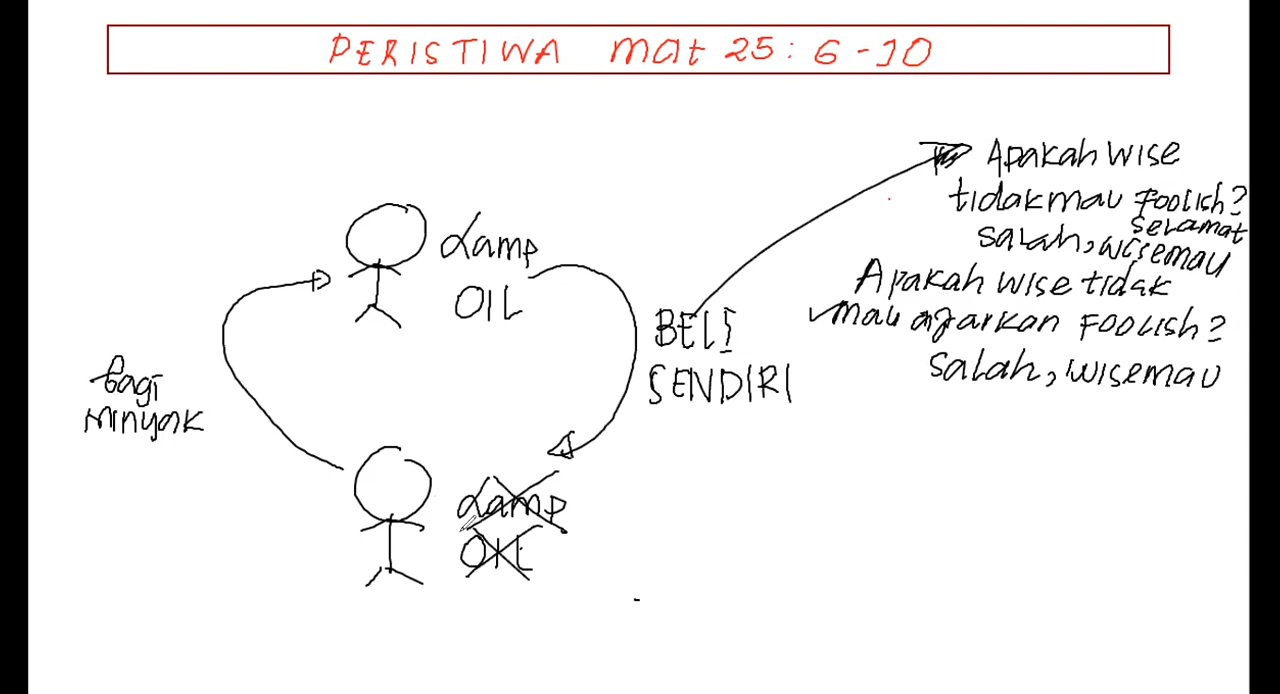 PERISTIWA mat 25: 6-10
Lamp
OIL
BELI
SENDIRI
bagi
minyak
Lamp
OIL
Apakah wise
tidak mau Foolish?
selamat
salah, wise mau
Apakah wise tidak
mau ajarkan Foolish?
salah, wise mau